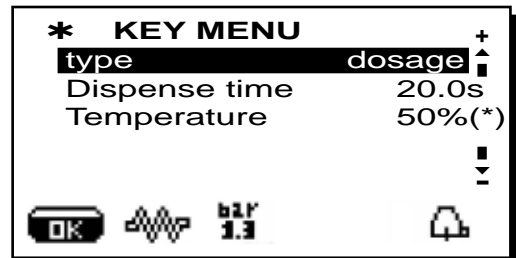 * KEY MENU +
type dosage
Dispense time 20.0s
Temperature 50%(*)
-
OK bar 1.3